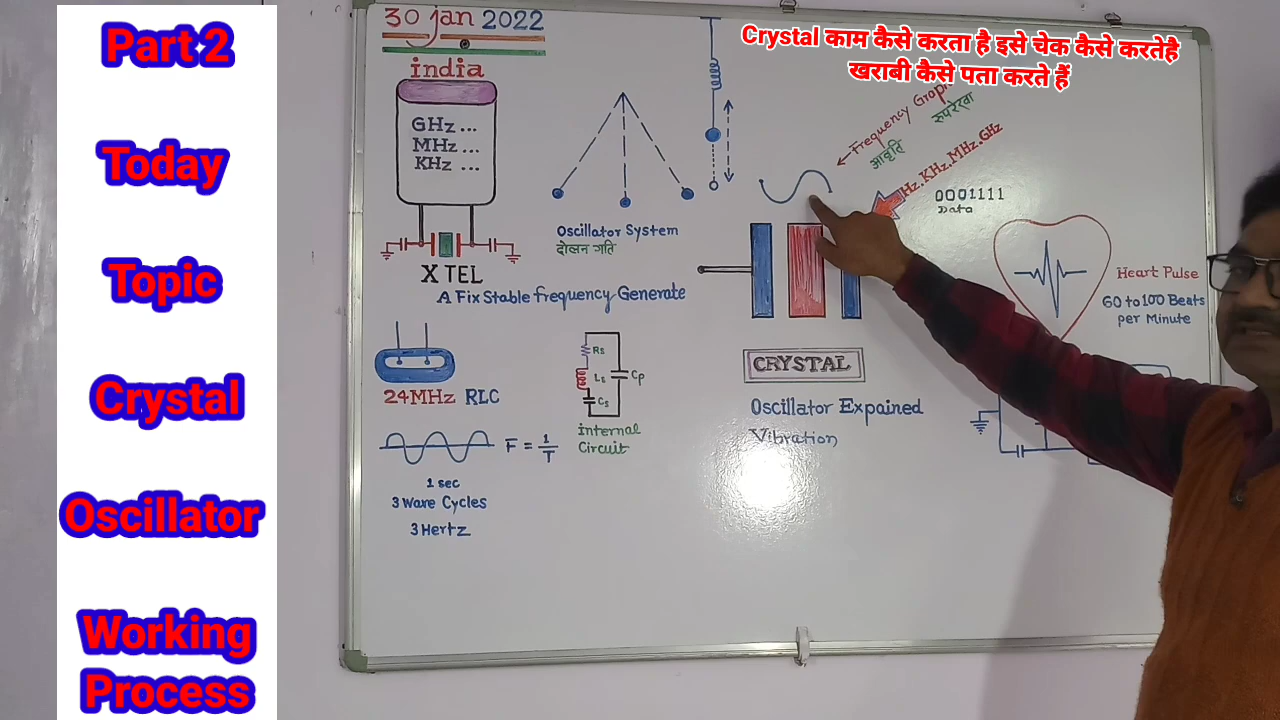 Part 2
Today
Topic
Crystal
Oscillator
Working
Process
Crystal काम कैसे करता है इसे चेक कैसे करतेहै
खराबी कैसे पता करते हैं
30 jan 2022
india
GHz ...
MHz ...
KHz ...
X TEL
A Fix Stable frequency Generate
Oscillator System
दोलन गति
24MHz RLC
Rs
Ls
Cs
Cp
internal
Circuit
F = 1/T
1 sec
3 Wave Cycles
3 Hertz
Frequency Graph
आवृति
रूपरेखा
Hz.KHz.MHz.GHz
0001111
Data
CRYSTAL
Oscillator Expained
Vibration
Heart Pulse
60 to 100 Beats
per Minute